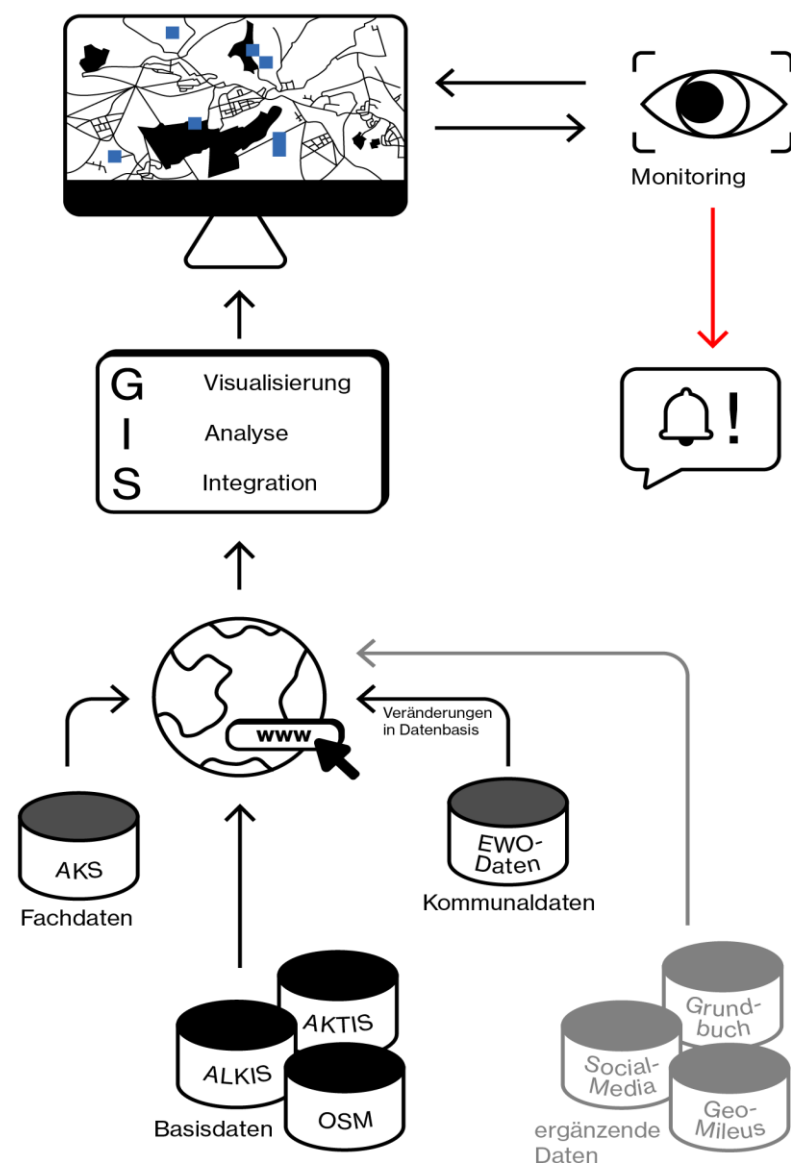 Monitoring
G Visualisierung
I Analyse
S Integration
!
www
Veränderungen
in Datenbasis
AKS
Fachdaten
EWO-
Daten
Kommunaldaten
AKTIS
ALKIS
OSM
Basisdaten
Grund-
buch
Social-
Media
Geo-
Mileus
ergänzende
Daten